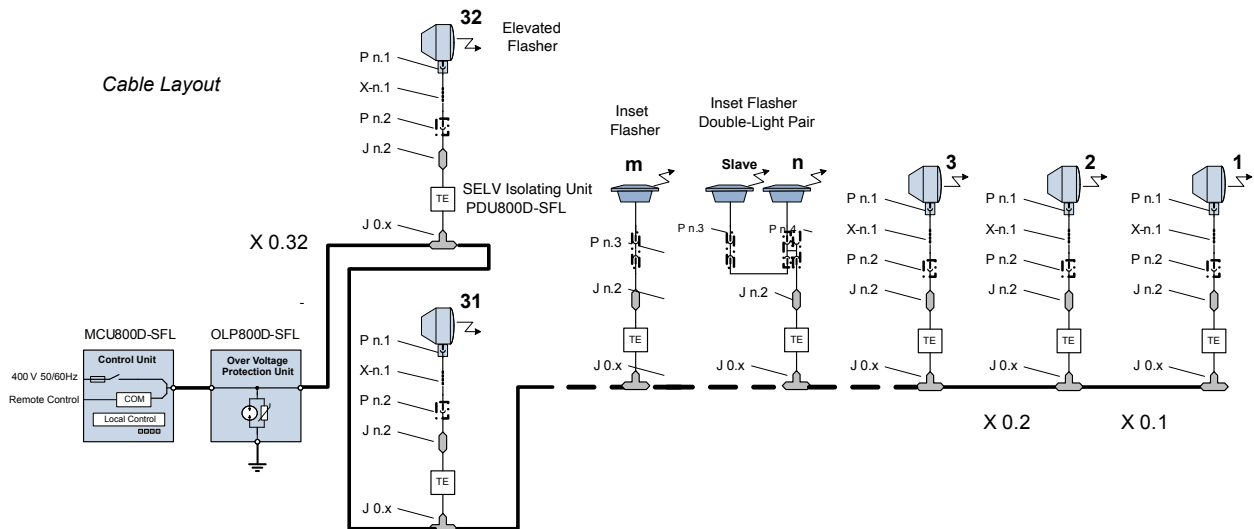 Cable Layout
32
Elevated
Flasher
P n.1
X-n.1
P n.2
J n.2
TE
SELV Isolating Unit
PDU800D-SFL
J 0.x
X 0.32
-
Inset
Flasher
m
P n.3
J n.2
TE
J 0.x
Inset Flasher
Double-Light Pair
Slave
n
P n.3
P n.4
J n.2
TE
J 0.x
3
P n.1
X-n.1
P n.2
J n.2
TE
J 0.x
2
P n.1
X-n.1
P n.2
J n.2
TE
J 0.x
1
P n.1
X-n.1
P n.2
J n.2
TE
J 0.x
X 0.2
X 0.1
31
P n.1
X-n.1
P n.2
J n.2
TE
J 0.x
MCU800D-SFL
Control Unit
400 V 50/60Hz
Remote Control
COM
Local Control
OLP800D-SFL
Over Voltage
Protection Unit